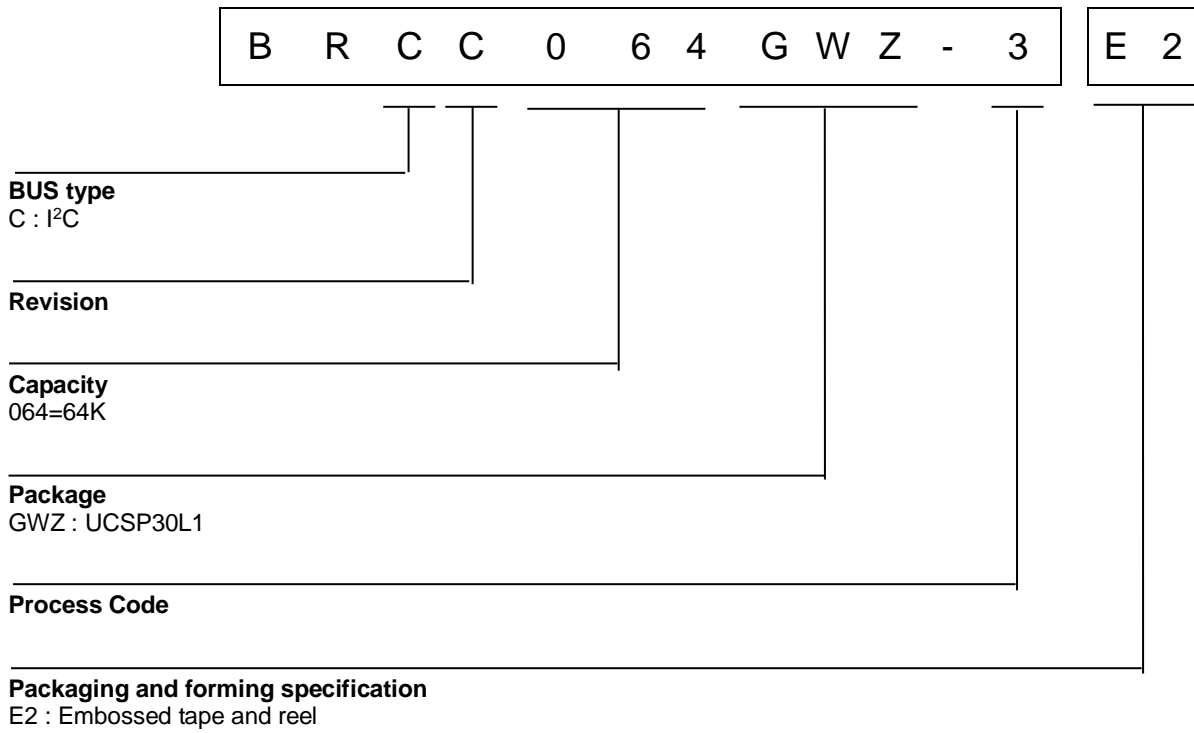 B R C C 0 6 4 G W Z - 3 E 2
BUS type
C : I²C
Revision
Capacity
064=64K
Package
GWZ : UCSP30L1
Process Code
Packaging and forming specification
E2 : Embossed tape and reel